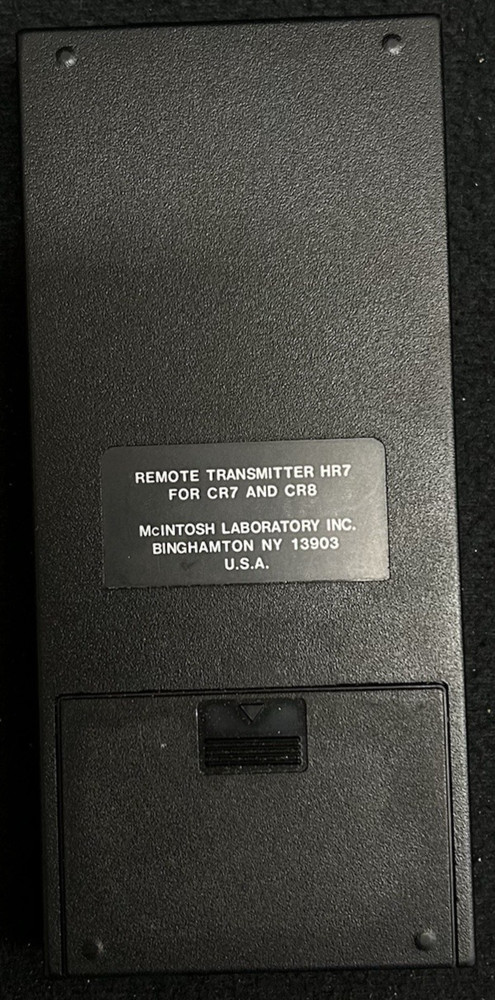 REMOTE TRANSMITTER HR7
FOR CR7 AND CR8
McINTOSH LABORATORY INC.
BINGHAMTON NY 13903
U.S.A.